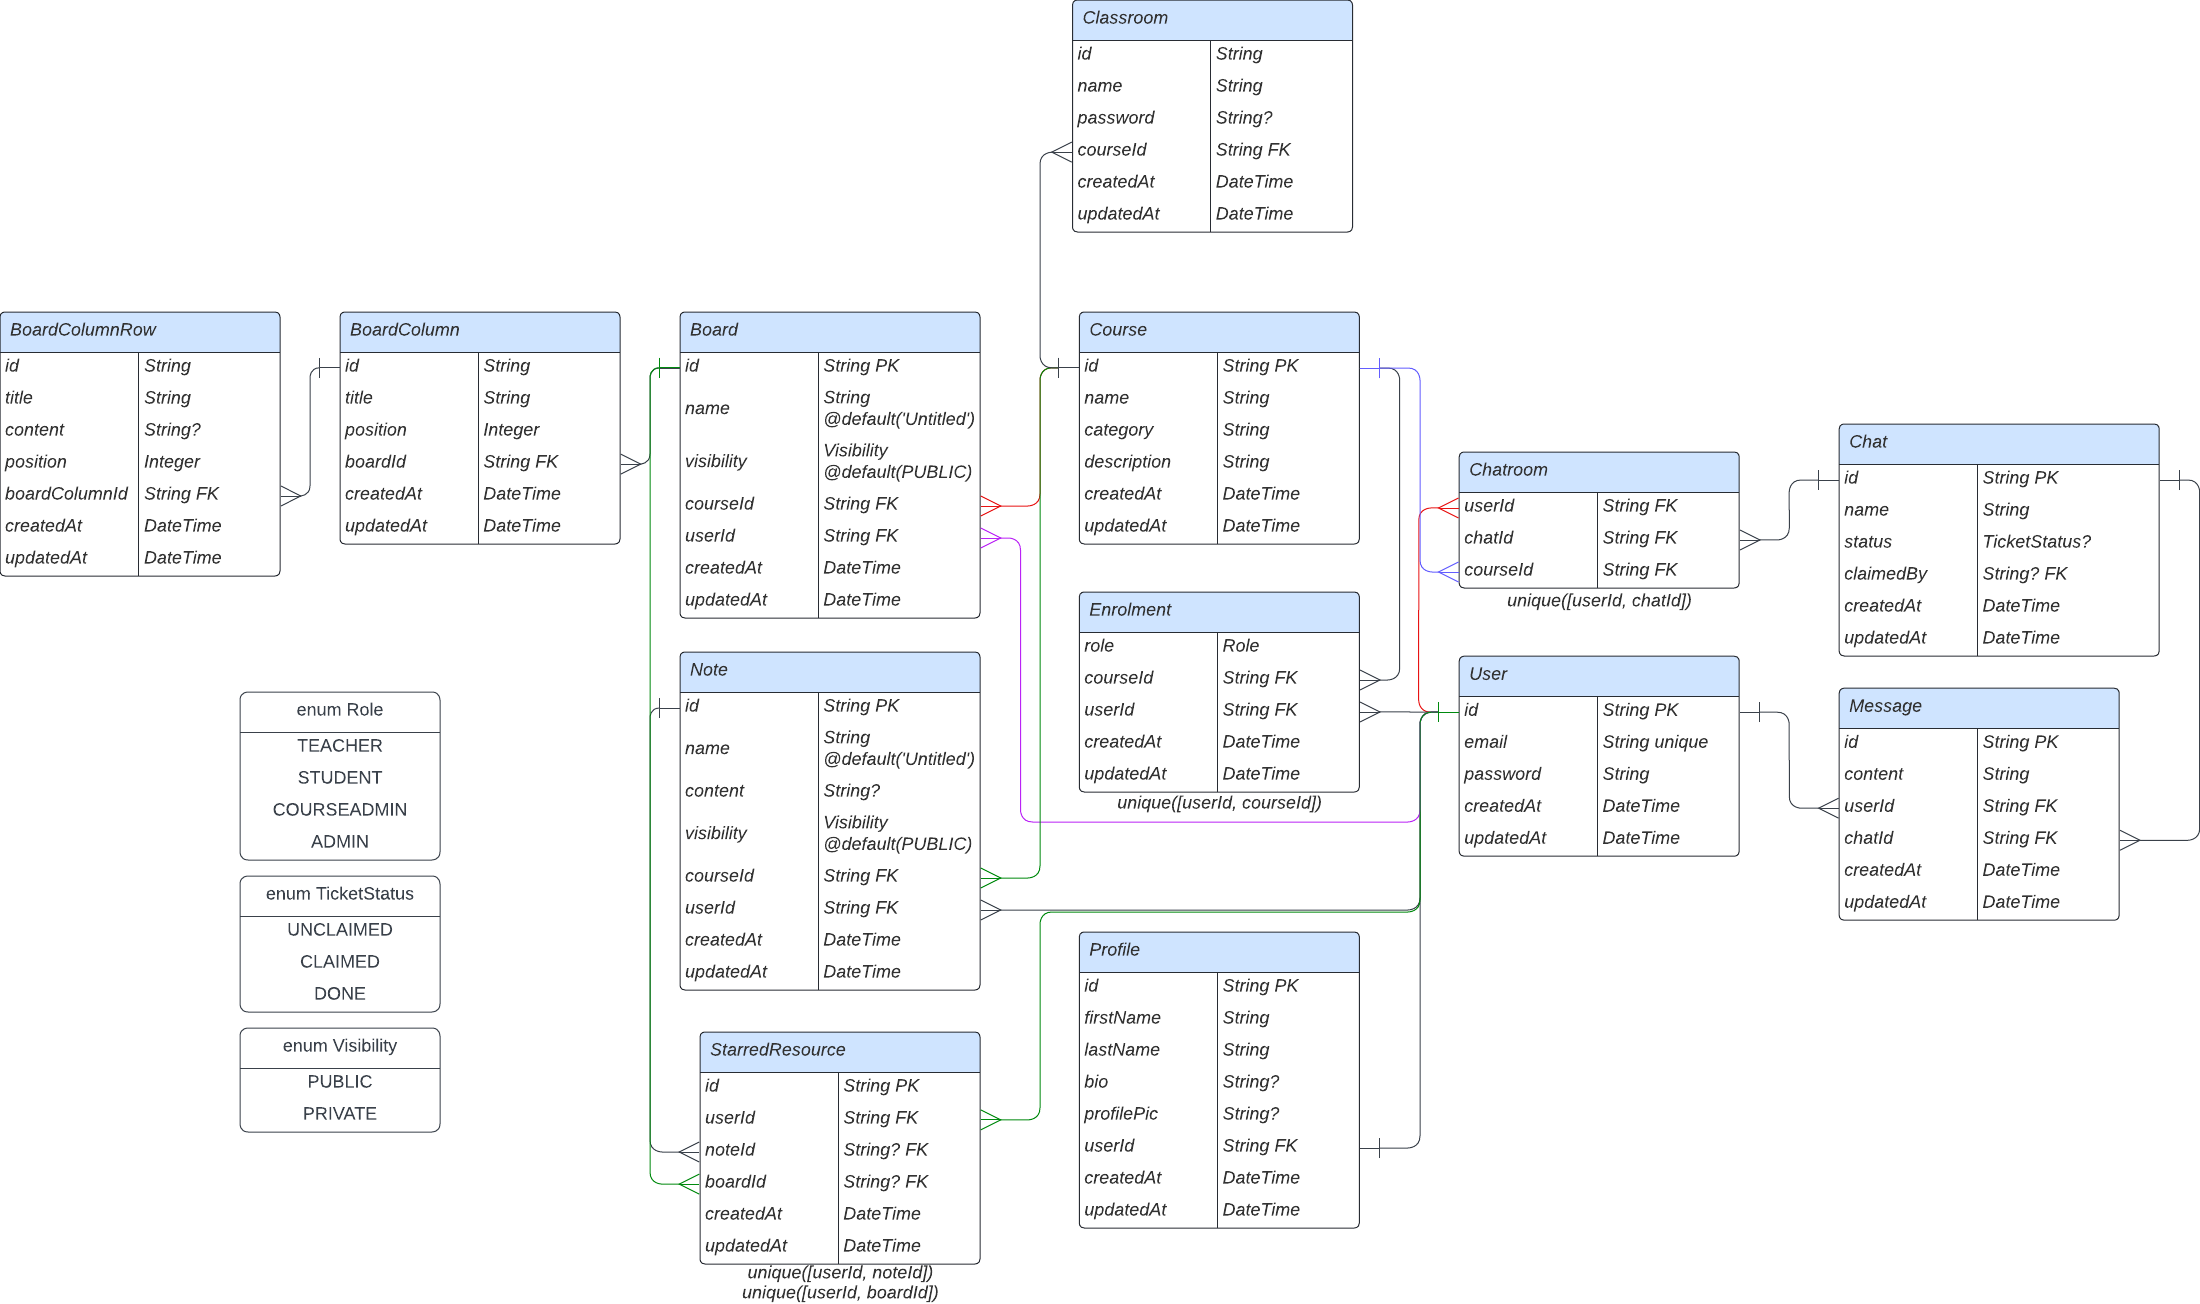 Classroom
id String
name String
password String?
courseId String FK
createdAt DateTime
updatedAt DateTime
BoardColumnRow
id String
title String
content String?
position Integer
boardColumnId String FK
createdAt DateTime
updatedAt DateTime
BoardColumn
id String
title String
position Integer
boardId String FK
createdAt DateTime
updatedAt DateTime
Board
id String PK
name String
@default('Untitled')
visibility Visibility
@default(PUBLIC)
courseId String FK
userId String FK
createdAt DateTime
updatedAt DateTime
Course
id String PK
name String
category String
description String
createdAt DateTime
updatedAt DateTime
Chatroom
userId String FK
chatId String FK
courseId String FK
unique([userId, chatId])
Chat
id String PK
name String
status TicketStatus?
claimedBy String? FK
createdAt DateTime
updatedAt DateTime
Enrolment
role Role
courseId String FK
userId String FK
createdAt DateTime
updatedAt DateTime
unique([userId, courseId])
User
id String PK
email String unique
password String
createdAt DateTime
updatedAt DateTime
Message
id String PK
content String
userId String FK
chatId String FK
createdAt DateTime
updatedAt DateTime
Note
id String PK
name String
@default('Untitled')
content String?
visibility Visibility
@default(PUBLIC)
courseId String FK
userId String FK
createdAt DateTime
updatedAt DateTime
enum Role
TEACHER
STUDENT
COURSEADMIN
ADMIN
enum TicketStatus
UNCLAIMED
CLAIMED
DONE
enum Visibility
PUBLIC
PRIVATE
Profile
id String PK
firstName String
lastName String
bio String?
profilePic String?
userId String FK
createdAt DateTime
updatedAt DateTime
StarredResource
id String PK
userId String FK
noteId String? FK
boardId String? FK
createdAt DateTime
updatedAt DateTime
unique([userId, noteId])
unique([userId, boardId])